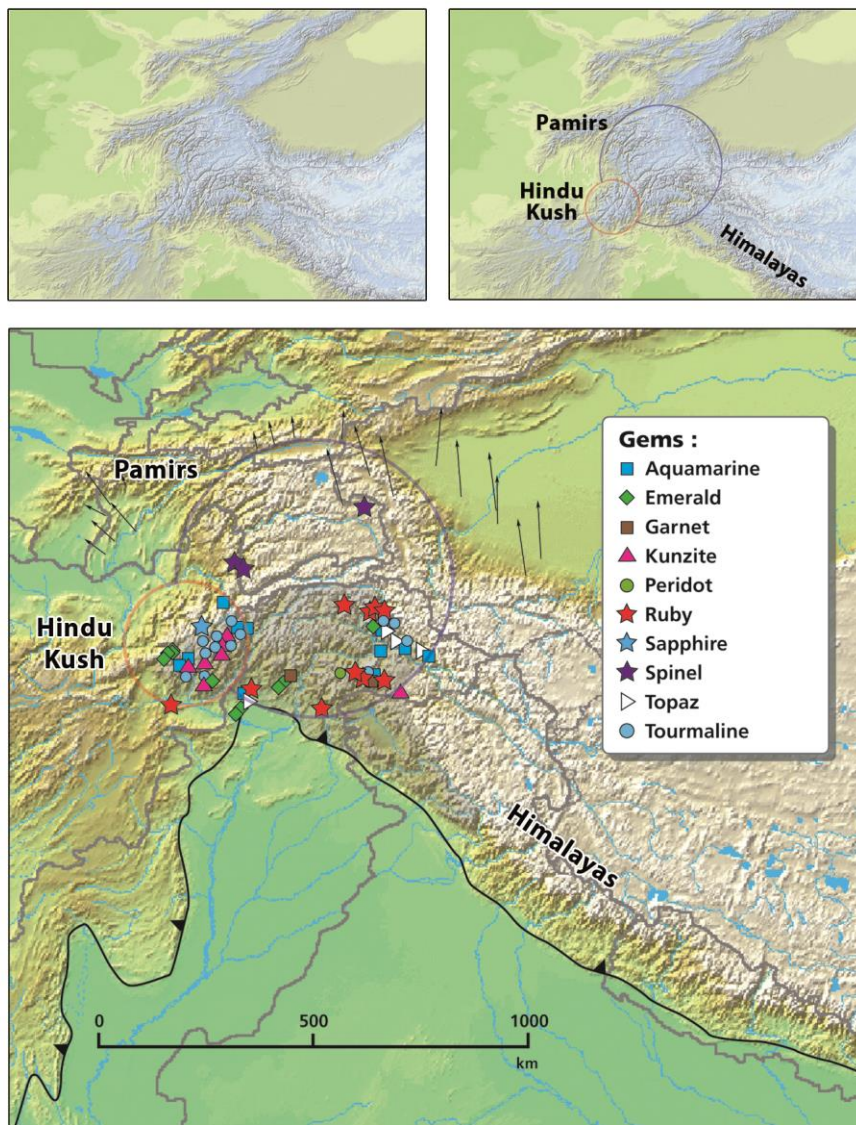 Pamirs
Hindu
Kush
Himalayas
Pamirs
Hindu
Kush
Himalayas
Gems :
Aquamarine
Emerald
Garnet
Kunzite
Peridot
Ruby
Sapphire
Spinel
Topaz
Tourmaline
0 500 1000
km